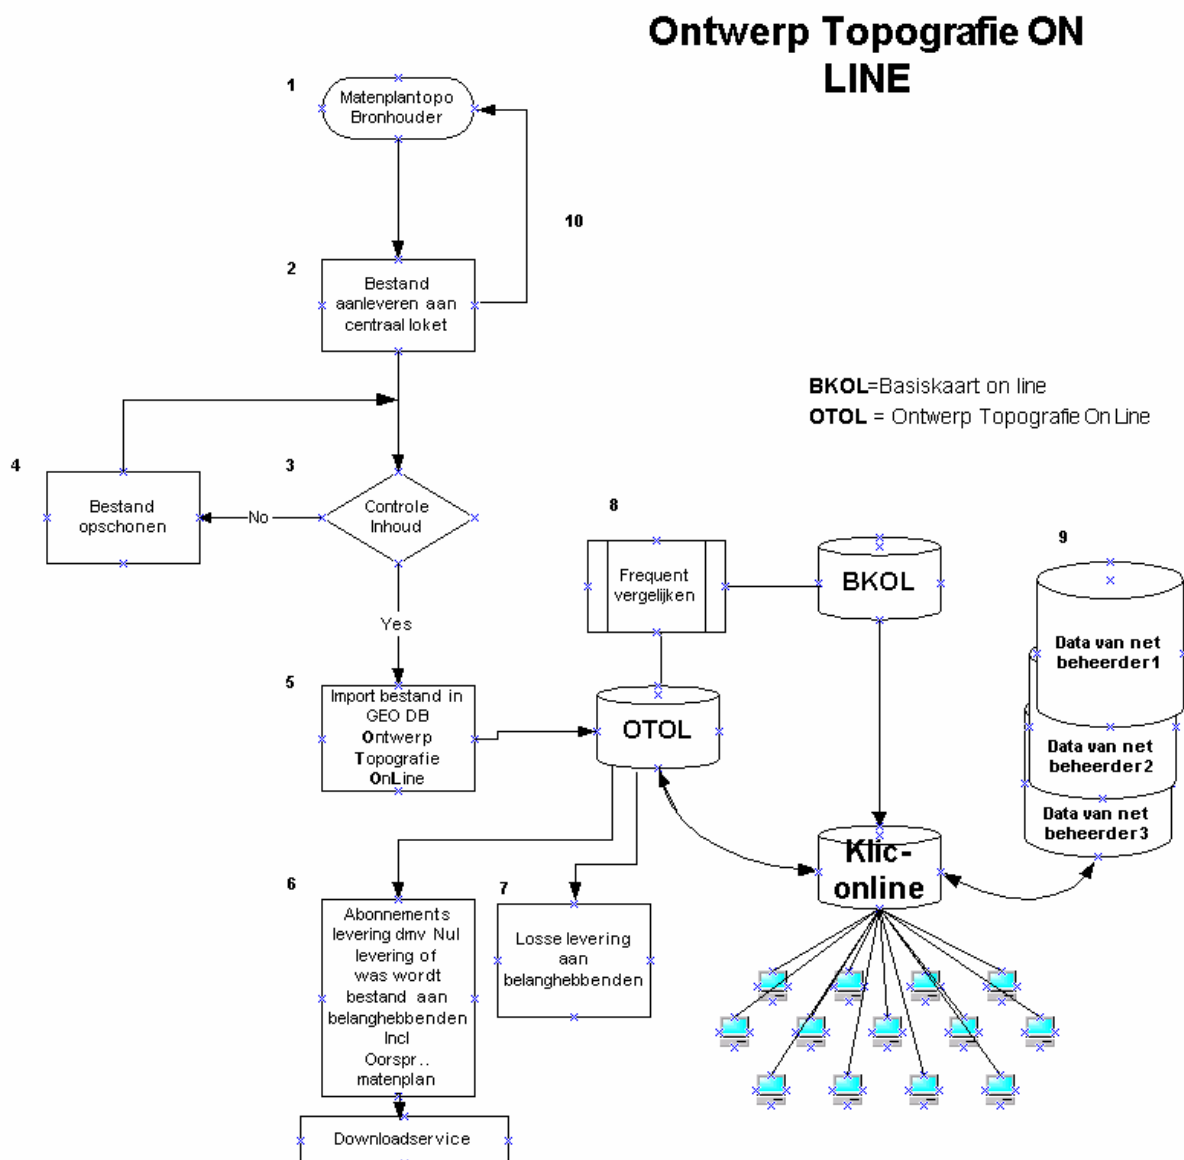 Ontwerp Topografie ON
LINE
1
Matenplantopo
Bronhouder
10
2
Bestand
aanleveren aan
centraal loket
BKOL=Basiskaart on line
OTOL = Ontwerp Topografie On Line
4
Bestand
opschonen
No
3
Controle
Inhoud
Yes
8
Frequent
vergelijken
BKOL
9
Data van net
beheerder1
Data van net
beheerder2
Data van net
beheerder3
5
Import bestand in
GEO DB
Ontwerp
Topografie
OnLine
OTOL
Klic-
online
6
Abonnements
levering dmv Nul
levering of
was wordt
bestand aan
belanghebbenden
Incl
Oorspr..
matenplan
7
Losse levering
aan
belanghebbenden
Downloadservice